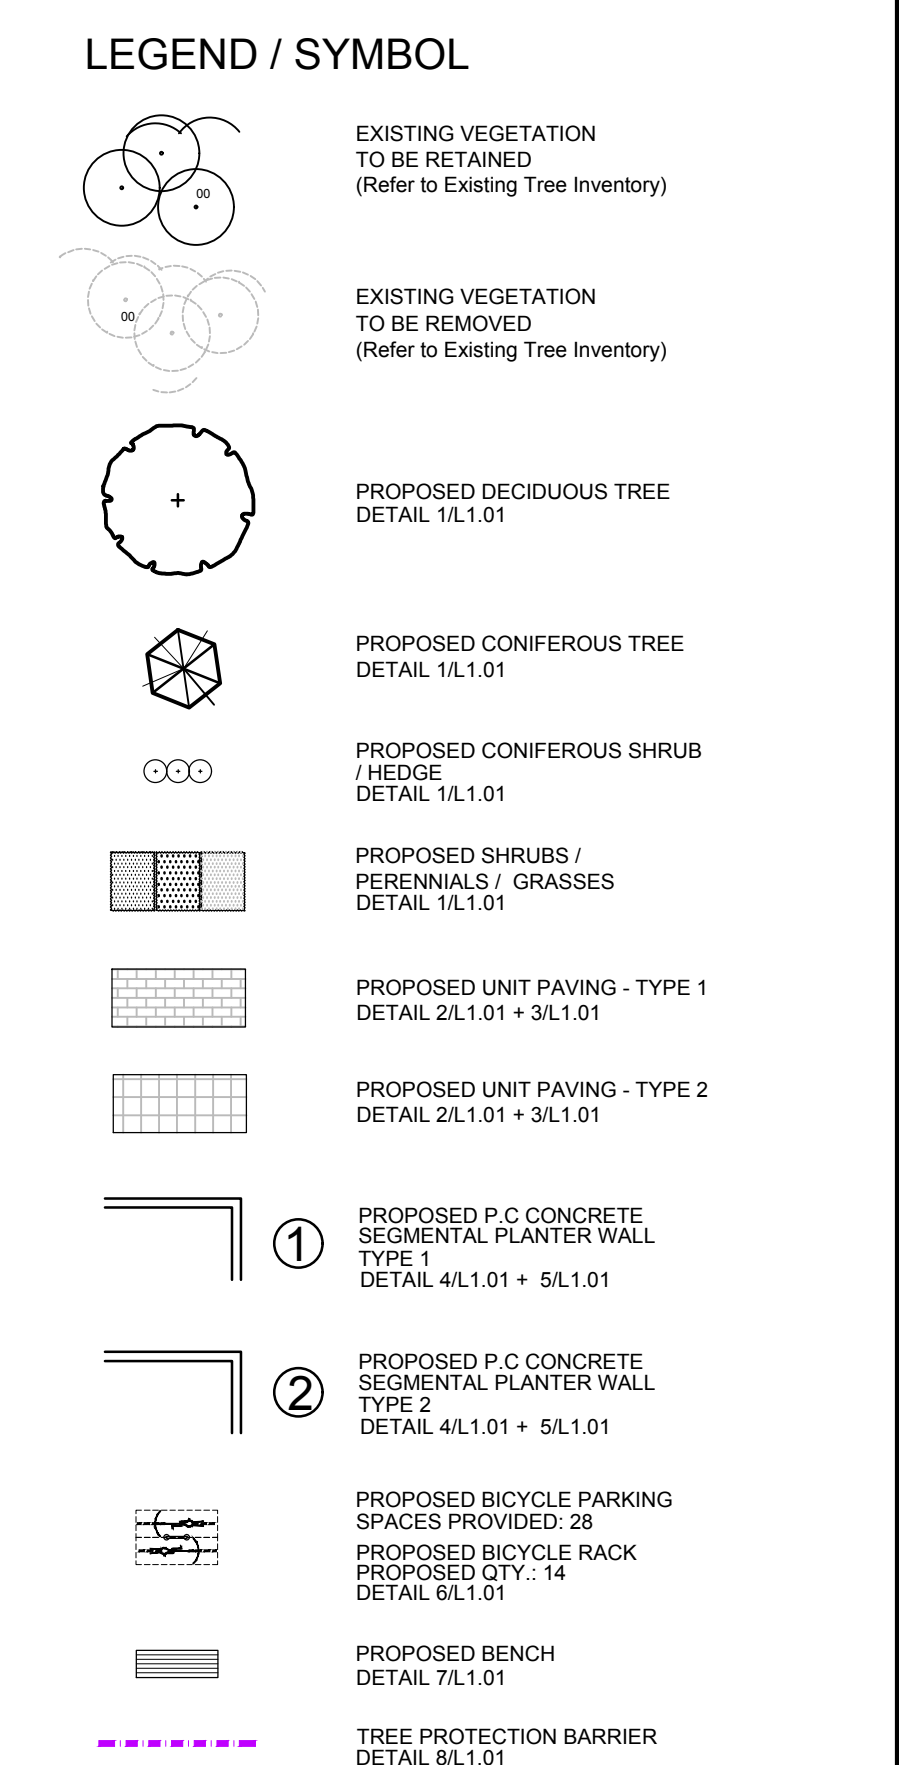 LEGEND / SYMBOL
EXISTING VEGETATION
TO BE RETAINED
(Refer to Existing Tree Inventory)
00
EXISTING VEGETATION
TO BE REMOVED
(Refer to Existing Tree Inventory)
00
PROPOSED DECIDUOUS TREE
DETAIL 1/L1.01
PROPOSED CONIFEROUS TREE
DETAIL 1/L1.01
PROPOSED CONIFEROUS SHRUB
/ HEDGE
DETAIL 1/L1.01
PROPOSED SHRUBS /
PERENNIALS / GRASSES
DETAIL 1/L1.01
PROPOSED UNIT PAVING - TYPE 1
DETAIL 2/L1.01 + 3/L1.01
PROPOSED UNIT PAVING - TYPE 2
DETAIL 2/L1.01 + 3/L1.01
1
PROPOSED P.C CONCRETE
SEGMENTAL PLANTER WALL
TYPE 1
DETAIL 4/L1.01 + 5/L1.01
2
PROPOSED P.C CONCRETE
SEGMENTAL PLANTER WALL
TYPE 2
DETAIL 4/L1.01 + 5/L1.01
PROPOSED BICYCLE PARKING
SPACES PROVIDED: 28
PROPOSED BICYCLE RACK
PROPOSED QTY.: 14
DETAIL 6/L1.01
PROPOSED BENCH
DETAIL 7/L1.01
TREE PROTECTION BARRIER
DETAIL 8/L1.01